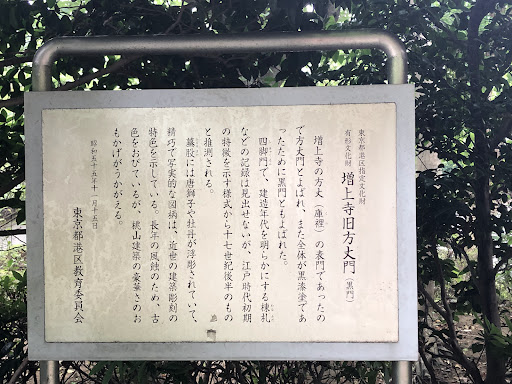 東京都港区指定文化財
有形文化財 増上寺旧方丈門（黒門）
増上寺の方丈（庫裡）の表門であったの
で方丈門とよばれ、また全体が黒漆塗であ
ったために黒門ともよばれた。
四脚門で、建造年代を明らかにする棟札
などの記録は見出せないが、江戸時代初期
の特徴を示す様式から十七世紀後半のもの
と推測される。
蟇股には唐獅子や牡丹が浮彫されていて、
精巧で写実的な図柄は、近世の建築彫刻の
特色を示している。長年の風蝕のため、古
色をおびているが、桃山建築の豪華さのお
もかげがうかがえる。
昭和五十五年十一月十五日
東京都港区教育委員会